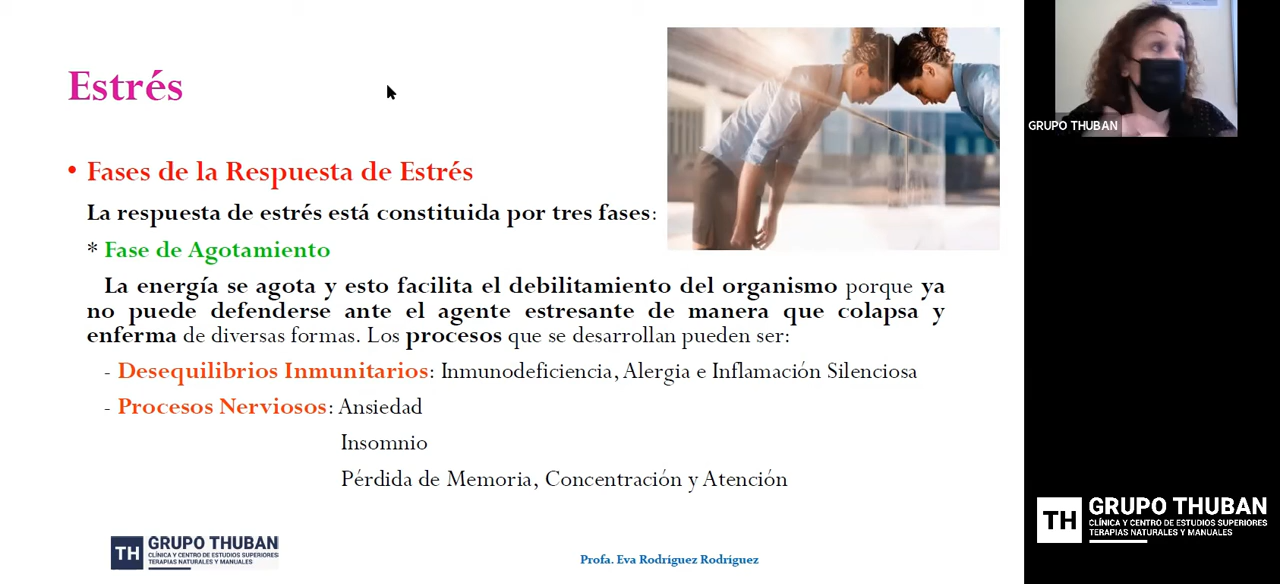 Estrés
• Fases de la Respuesta de Estrés
La respuesta de estrés está constituida por tres fases:
* Fase de Agotamiento
La energía se agota y esto facilita el debilitamiento del organismo porque ya
no puede defenderse ante el agente estresante de manera que colapsa y
enferma de diversas formas. Los procesos que se desarrollan pueden ser:
- Desequilibrios Inmunitarios: Inmunodeficiencia, Alergia e Inflamación Silenciosa
- Procesos Nerviosos: Ansiedad
Insomnio
Pérdida de Memoria, Concentración y Atención
TH GRUPO THUBAN
CLÍNICA Y CENTRO DE ESTUDIOS SUPERIORES
TERAPIAS NATURALES Y MANUALES
Profa. Eva Rodríguez Rodríguez
GRUPO THUBAN
TH GRUPO THUBAN
CLÍNICA Y CENTRO DE ESTUDIOS SUPERIORES
TERAPIAS NATURALES Y MANUALES